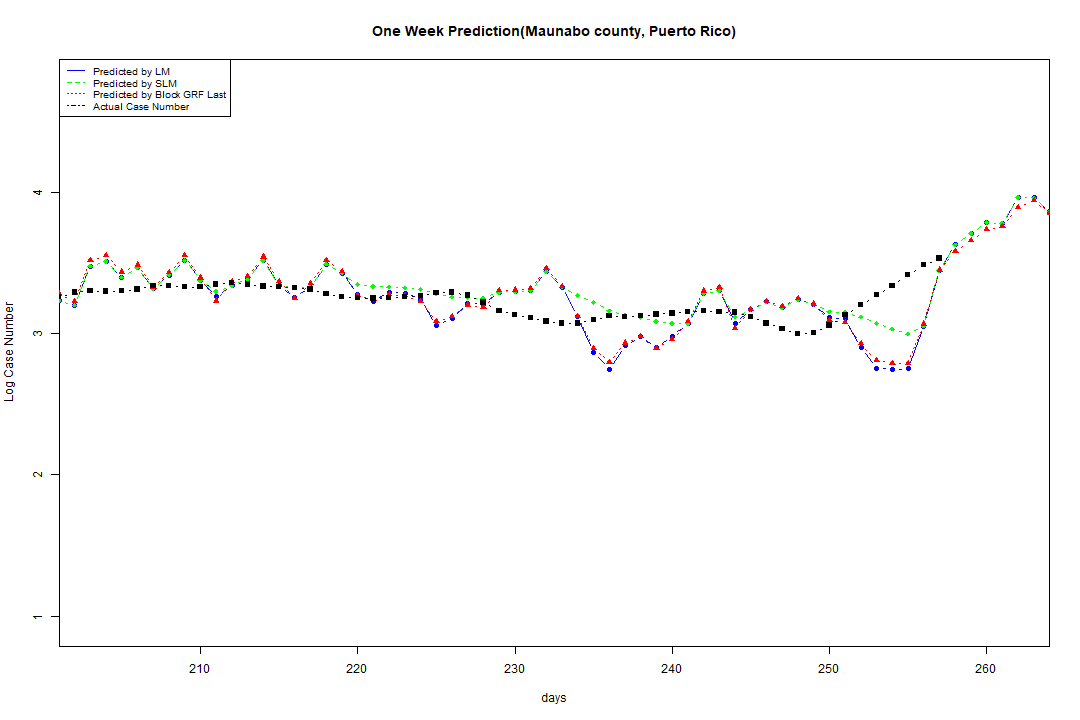 One Week Prediction(Maunabo county, Puerto Rico)
Predicted by LM
Predicted by SLM
Predicted by Block GRF Last
Actual Case Number
Log Case Number
4
3
2
1
210 220 230 240 250 260
days